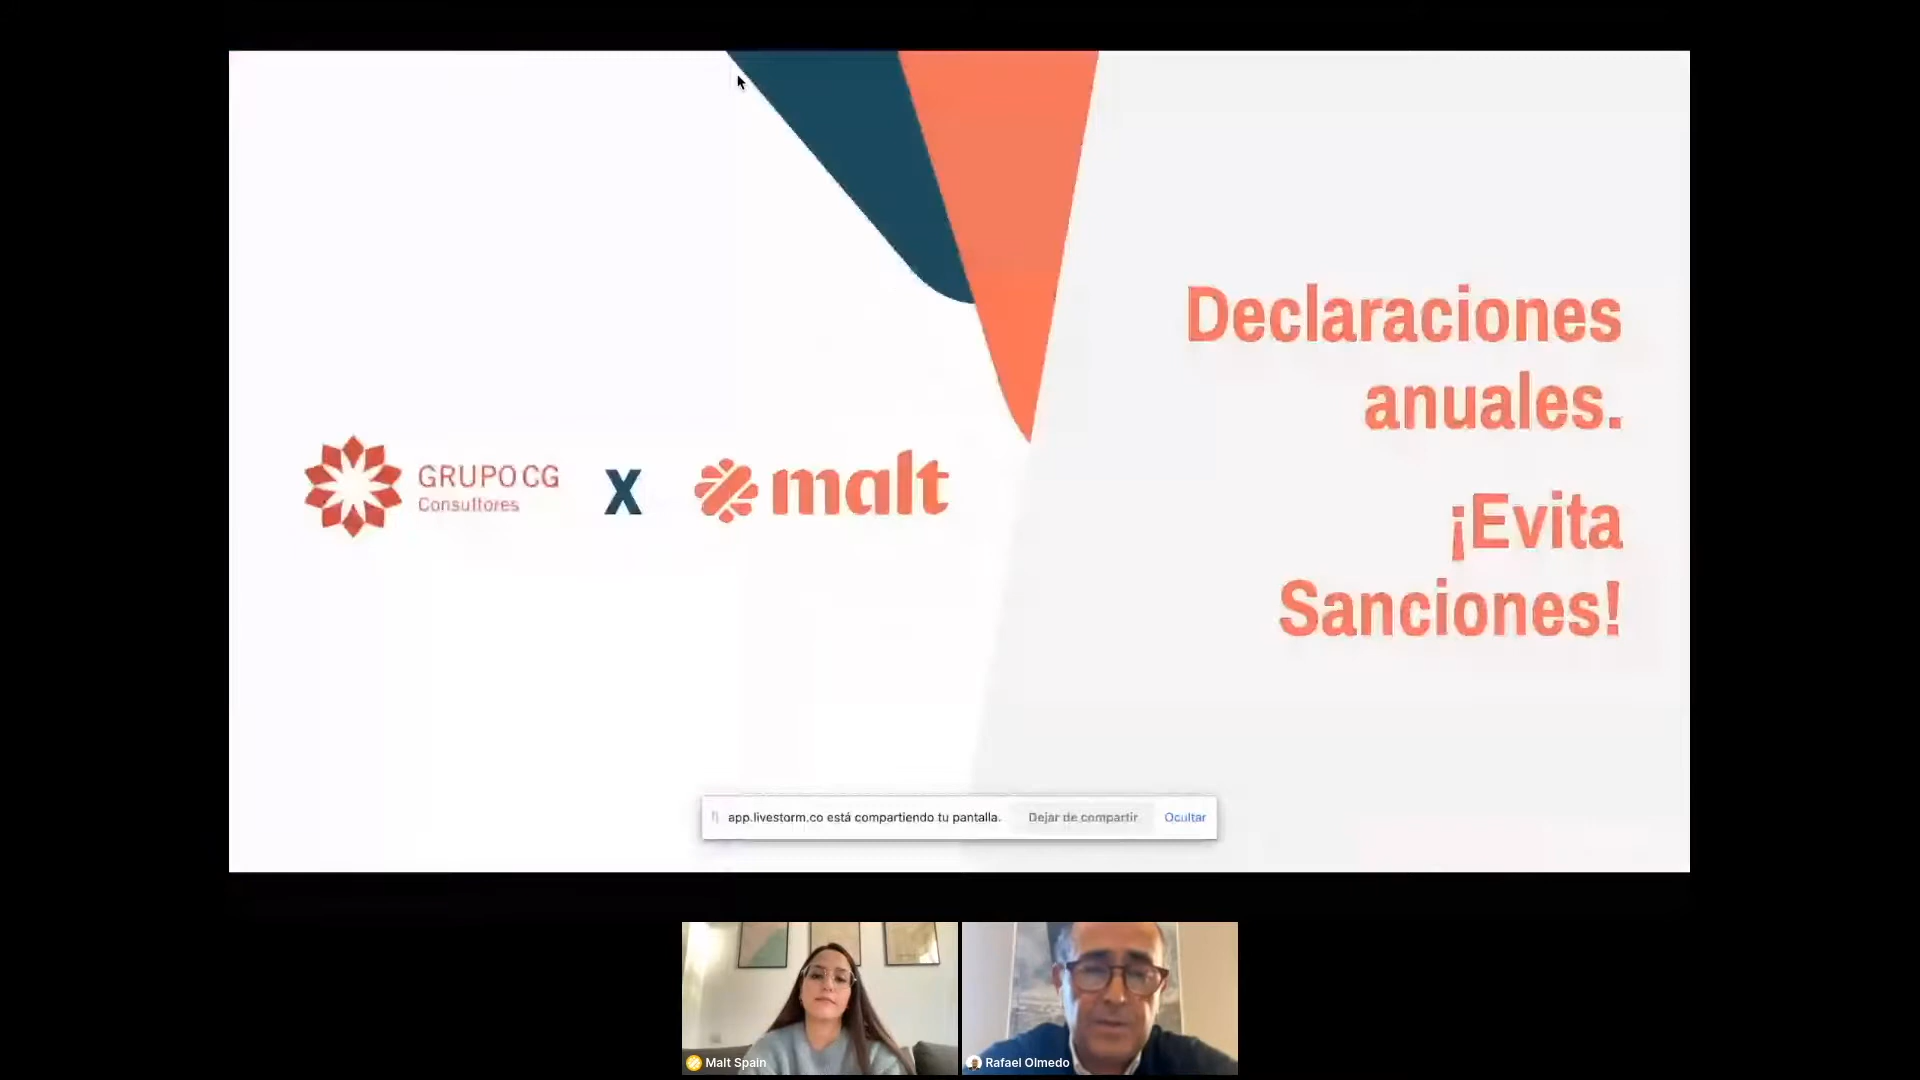 Declaraciones
anuales.
¡Evita
Sanciones!
GRUPO CG
Consultores
X
malt
app.livestorm.co está compartiendo tu pantalla.
Dejar de compartir
Ocultar
Malt Spain
Rafael Olmedo